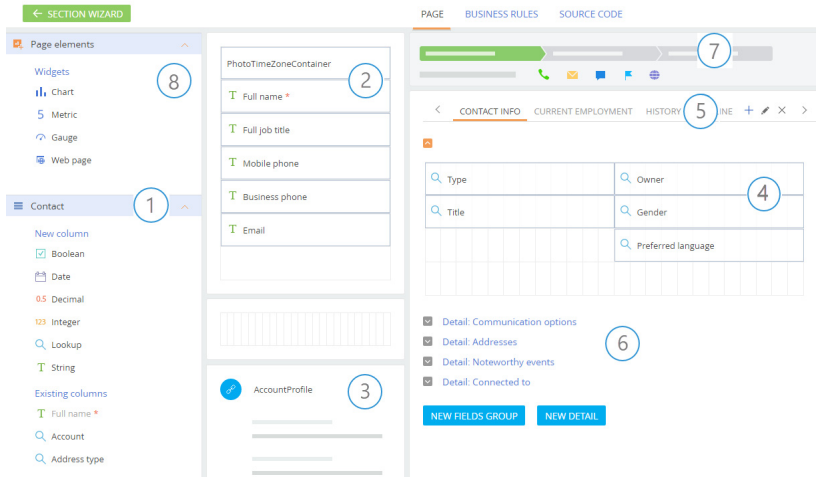 ← SECTION WIZARD
PAGE BUSINESS RULES SOURCE CODE
Page elements
8
Widgets
Chart
5 Metric
Gauge
Web page
Contact
1
New column
Boolean
Date
0.5 Decimal
123 Integer
Lookup
T String
Existing columns
T Full name *
Account
Address type
PhotoTimeZoneContainer
2
T Full name *
T Full job title
T Mobile phone
T Business phone
T Email
AccountProfile
3
7
CONTACT INFO CURRENT EMPLOYMENT HISTORY 5 INE
Type
Owner
4
Title
Gender
Preferred language
Detail: Communication options
Detail: Addresses
6
Detail: Noteworthy events
Detail: Connected to
NEW FIELDS GROUP NEW DETAIL